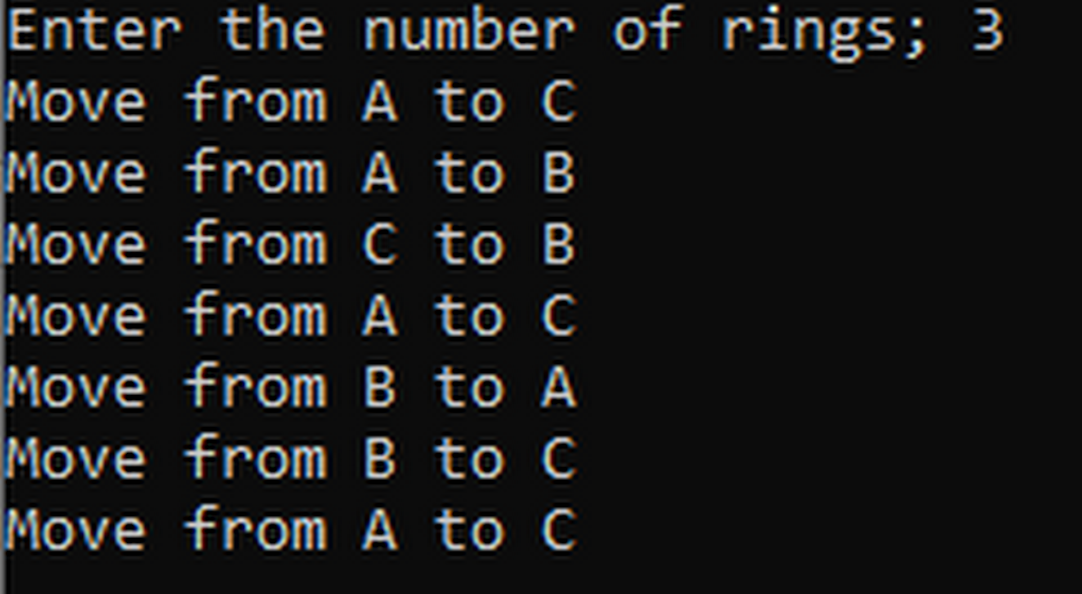 Enter the number of rings; 3
Move from A to C
Move from A to B
Move from C to B
Move from A to C
Move from B to A
Move from B to C
Move from A to C